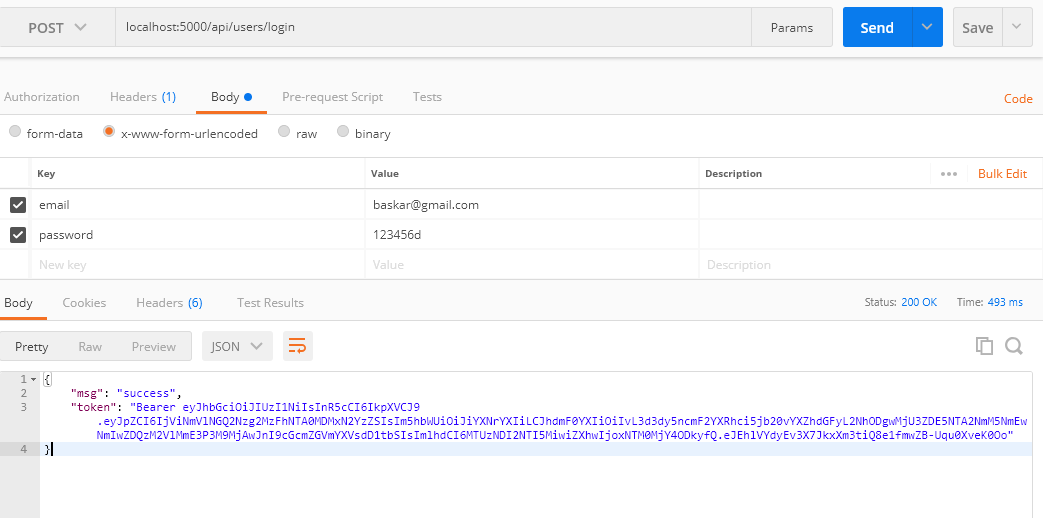 POST localhost:5000/api/users/login Params Send Save
Authorization Headers (1) Body Pre-request Script Tests Code
form-data x-www-form-urlencoded raw binary
Key Value Description ••• Bulk Edit
email baskar@gmail.com
password 123456d
New key Value Description
Body Cookies Headers (6) Test Results Status: 200 OK Time: 493 ms
Pretty Raw Preview JSON
1 {
2 "msg": "success",
3 "token": "Bearer eyJhbGciOiJIUzI1NiIsInR5cCI6IkpXVCJ9
.eyJpZCI6IjViNmVlNGQ2Nzg2MzFhNTA0MDMxN2YzZSIsIm5hbWUiOiJiYXNrYXIiLCJhdmF0YXIiOiIvL3d3dy5ncmF2YXRhci5jb20vYXZhdGFyL2NhODgwMjU3ZDE5NTA2NmM5NmEw
NmIwZDQzM2VlMmE3P3M9MjAwJnI9cGcmZGVmYXVsdD1tbSIsImlhdCI6MTUzNDI2NTI5MiwiZXhwIjoxNTM0MjY4ODkyfQ.eJEhlVYdyEv3X7JkxXm3tiQ8e1fmwZB-Uqu0XveK0Oo"
4 }